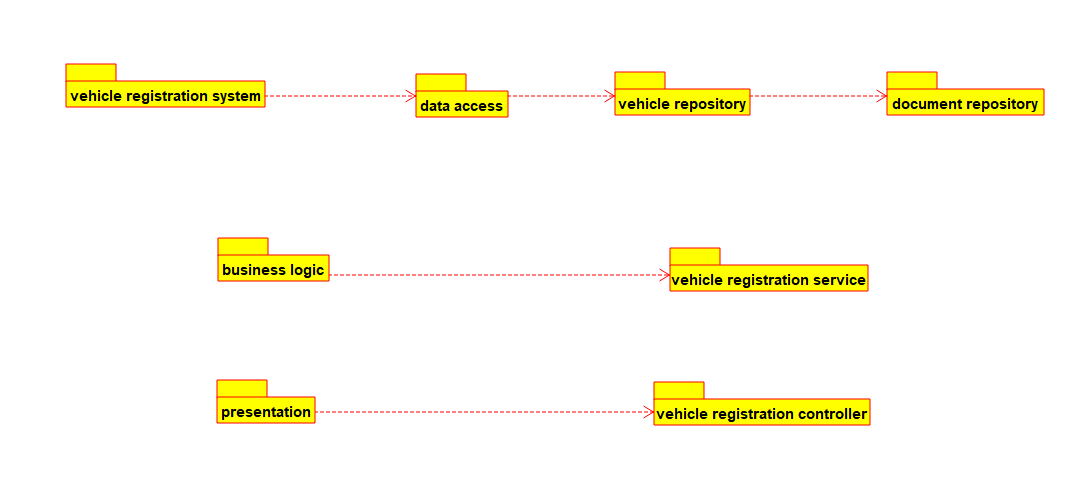 vehicle registration system
data access
vehicle repository
document repository
business logic
vehicle registration service
presentation
vehicle registration controller